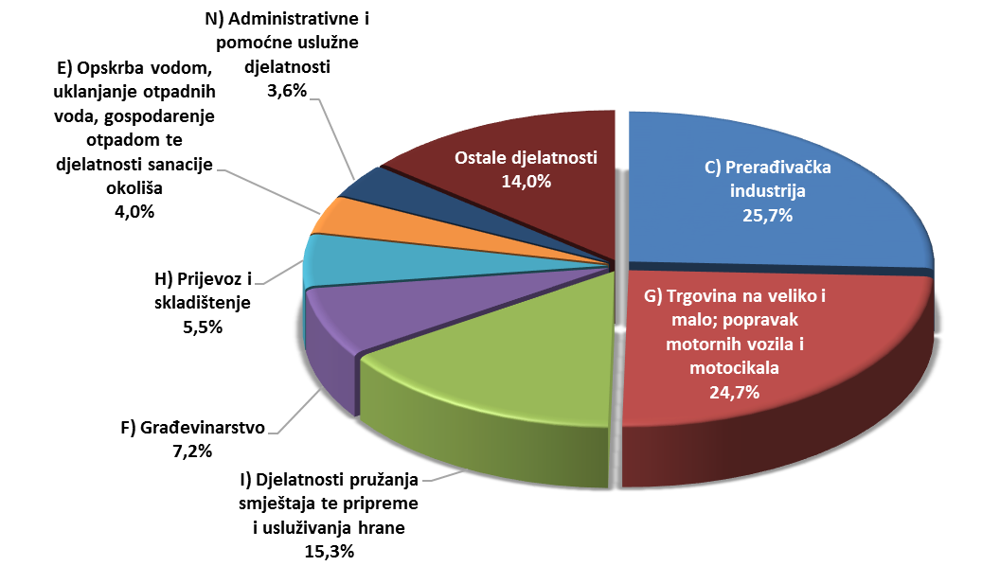 N) Administrativne i
pomoćne uslužne
djelatnosti
3,6%
E) Opskrba vodom,
uklanjanje otpadnih
voda, gospodarenje
otpadom te
djelatnosti sanacije
okoliša
4,0%
H) Prijevoz i
skladištenje
5,5%
F) Građevinarstvo
7,2%
I) Djelatnosti pružanja
smještaja te pripreme
i usluživanja hrane
15,3%
Ostale djelatnosti
14,0%
C) Prerađivačka
industrija
25,7%
G) Trgovina na veliko i
malo; popravak
motornih vozila i
motocikala
24,7%